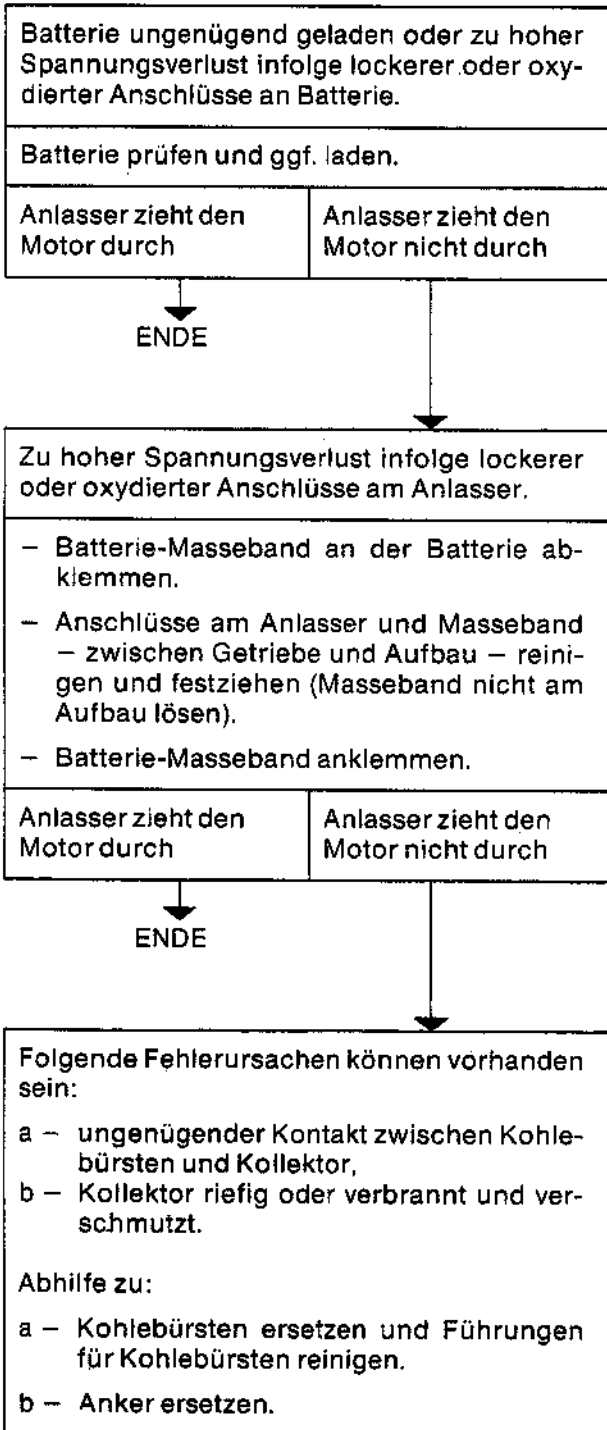 Batterie ungenügend geladen oder zu hoher
Spannungsverlust infolge lockerer oder oxy-
dierter Anschlüsse an Batterie.
Batterie prüfen und ggf. laden.
Anlasser zieht den
Motor durch
Anlasser zieht den
Motor nicht durch
ENDE
Zu hoher Spannungsverlust infolge lockerer
oder oxydierter Anschlüsse am Anlasser.
– Batterie-Masseband an der Batterie ab-
klemmen.
– Anschlüsse am Anlasser und Masseband
– zwischen Getriebe und Aufbau – reini-
gen und festziehen (Masseband nicht am
Aufbau lösen).
– Batterie-Masseband anklemmen.
Anlasser zieht den
Motor durch
Anlasser zieht den
Motor nicht durch
ENDE
Folgende Fehlerursachen können vorhanden
sein:
a – ungenügender Kontakt zwischen Kohle-
bürsten und Kollektor,
b – Kollektor riefig oder verbrannt und ver-
schmutzt.
Abhilfe zu:
a – Kohlebürsten ersetzen und Führungen
für Kohlebürsten reinigen.
b – Anker ersetzen.